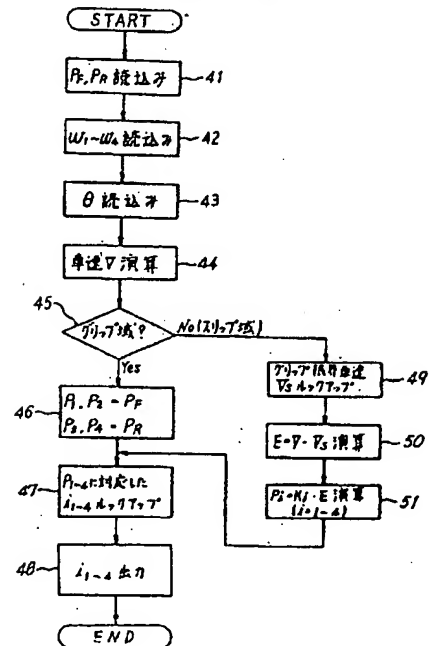 START
PF, PR 読込み
41
W1~W4 読込み
42
θ 読込み
43
車速V演算
44
45
グリップ域?
No(スリップ域)
Yes
46
P1, P2 - PF
P3, P4 - PR
49
グリップ限界車速
VSルックアップ
50
E=V-VS 演算
47
P1-4に対応した
i1-4ルックアップ
51
Pi=Ki・E 演算
(i=1~4)
48
i1-4 出力
END